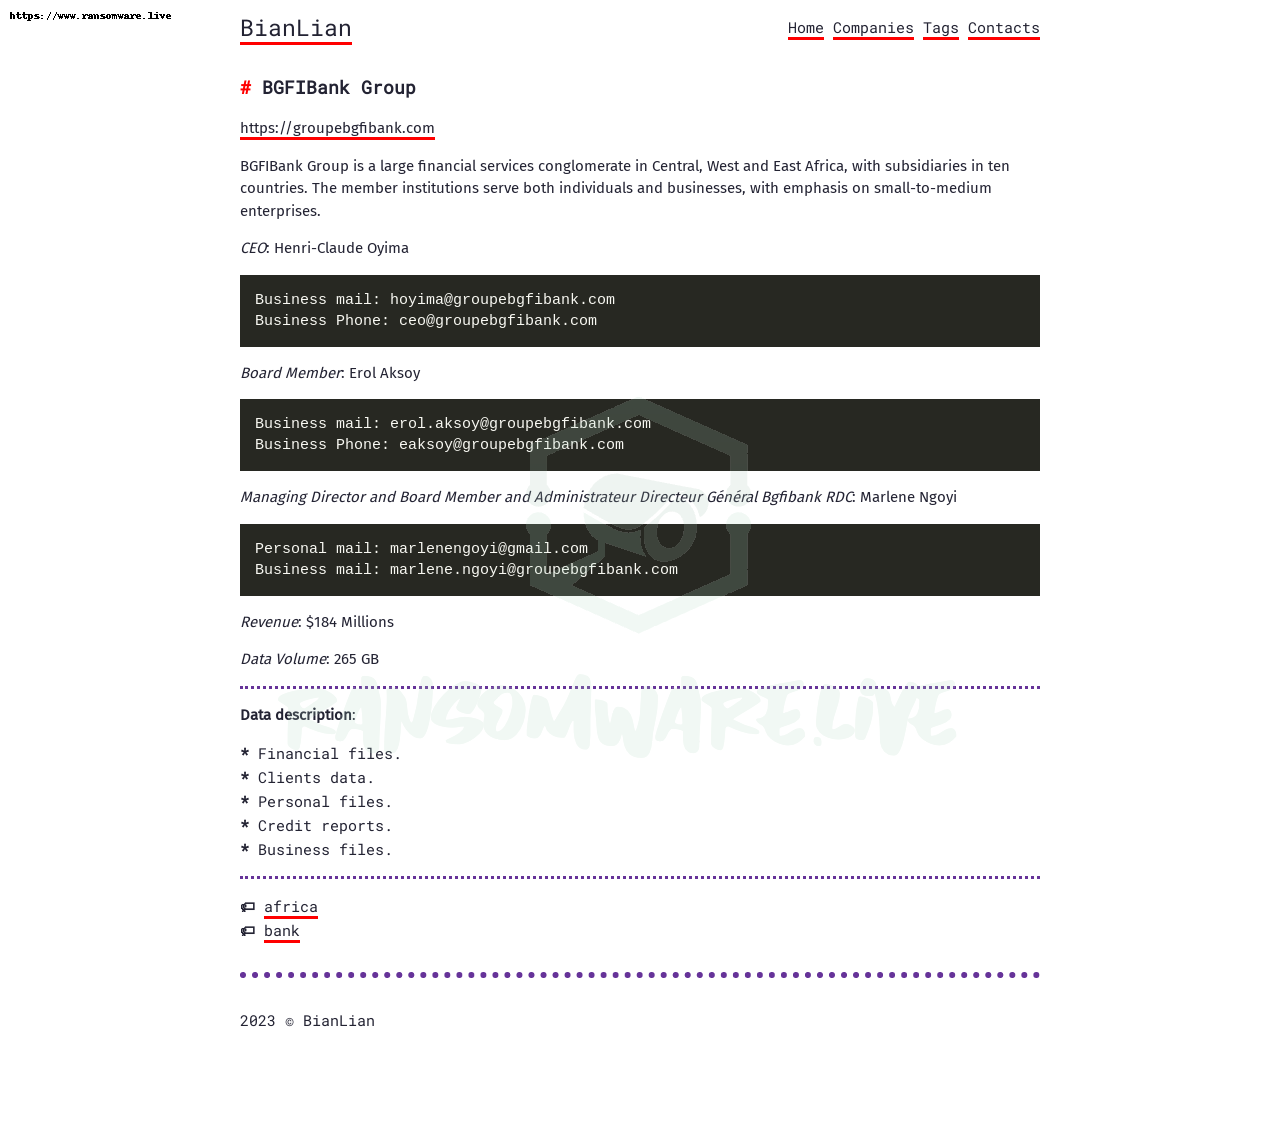 https://www.ransomware.live
BianLian
Home Companies Tags Contacts
# BGFIBank Group
https://groupebgfibank.com
BGFIBank Group is a large financial services conglomerate in Central, West and East Africa, with subsidiaries in ten
countries. The member institutions serve both individuals and businesses, with emphasis on small-to-medium
enterprises.
CEO: Henri-Claude Oyima
Business mail: hoyima@groupebgfibank.com
Business Phone: ceo@groupebgfibank.com
Board Member: Erol Aksoy
Business mail: erol.aksoy@groupebgfibank.com
Business Phone: eaksoy@groupebgfibank.com
Managing Director and Board Member and Administrateur Directeur Général Bgfibank RDC: Marlene Ngoyi
Personal mail: marlenengoyi@gmail.com
Business mail: marlene.ngoyi@groupebgfibank.com
Revenue: $184 Millions
Data Volume: 265 GB
RANSOMWARE.LIVE
Data description:
* Financial files.
* Clients data.
* Personal files.
* Credit reports.
* Business files.
africa
bank
2023 © BianLian